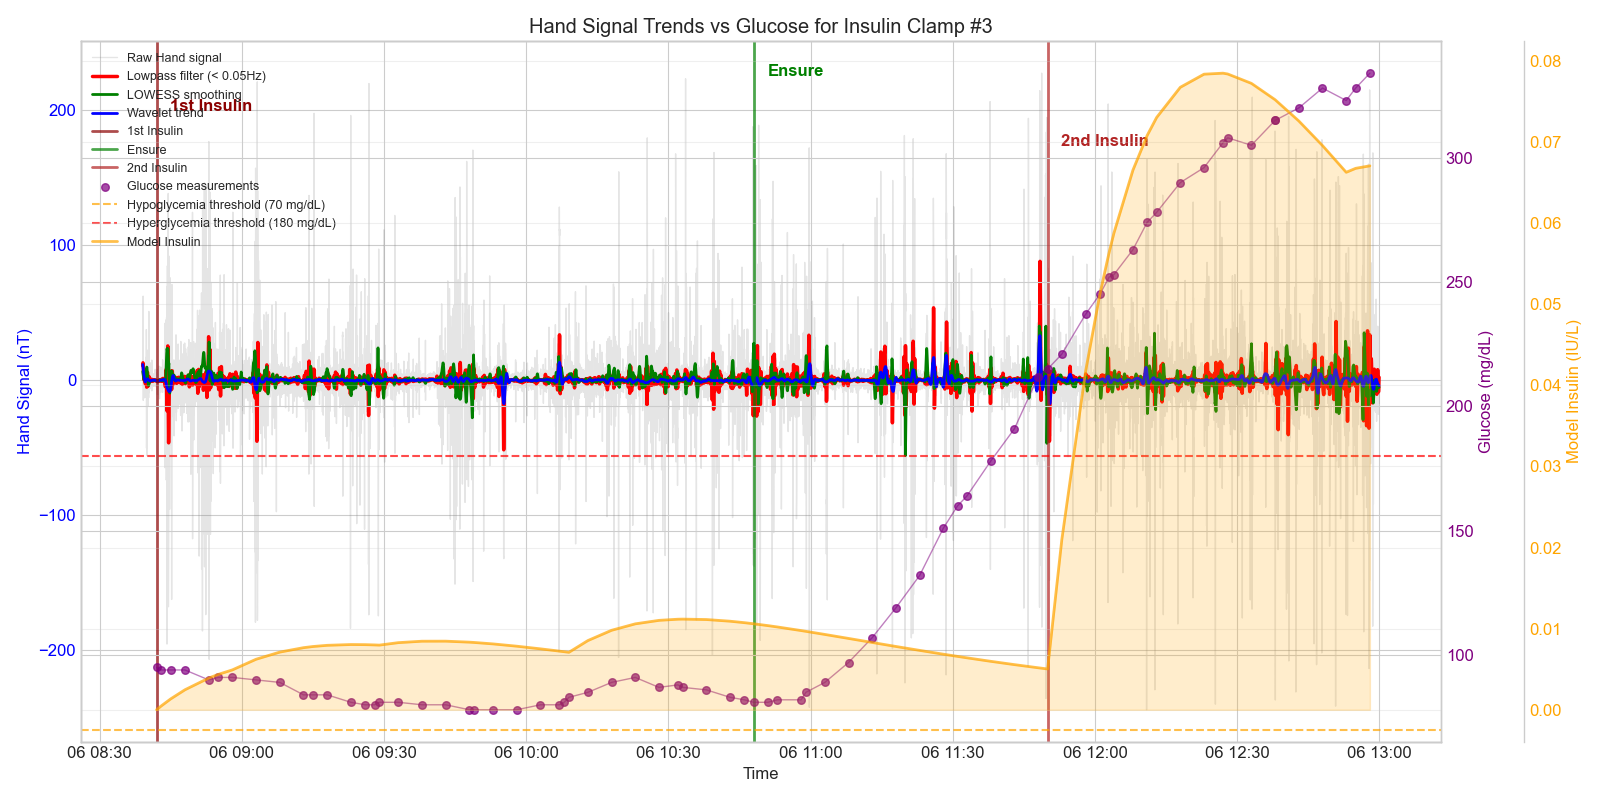 Hand Signal Trends vs Glucose for Insulin Clamp #3
Raw Hand signal
Lowpass filter (< 0.05Hz)
LOWESS smoothing
Wavelet trend
1st Insulin
Ensure
2nd Insulin
Glucose measurements
Hypoglycemia threshold (70 mg/dL)
Hyperglycemia threshold (180 mg/dL)
Model Insulin
1st Insulin
Ensure
2nd Insulin
Hand Signal (nT)
200
100
0
−100
−200
Glucose (mg/dL)
300
250
200
150
100
Model Insulin (IU/L)
0.08
0.07
0.06
0.05
0.04
0.03
0.02
0.01
0.00
06 08:30
06 09:00
06 09:30
06 10:00
06 10:30
06 11:00
06 11:30
06 12:00
06 12:30
06 13:00
Time